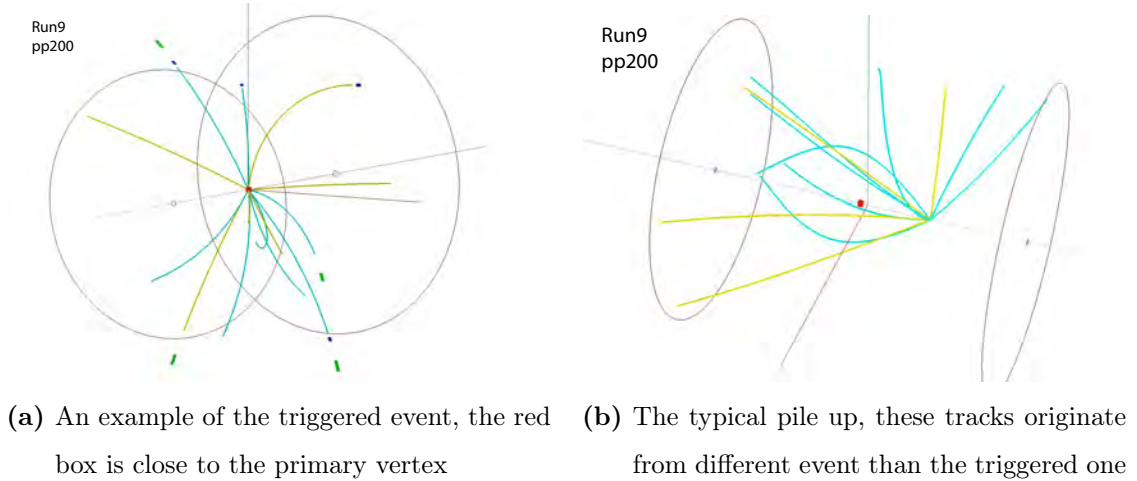 Run9
pp200
Run9
pp200
(a) An example of the triggered event, the red
box is close to the primary vertex
(b) The typical pile up, these tracks originate
from different event than the triggered one